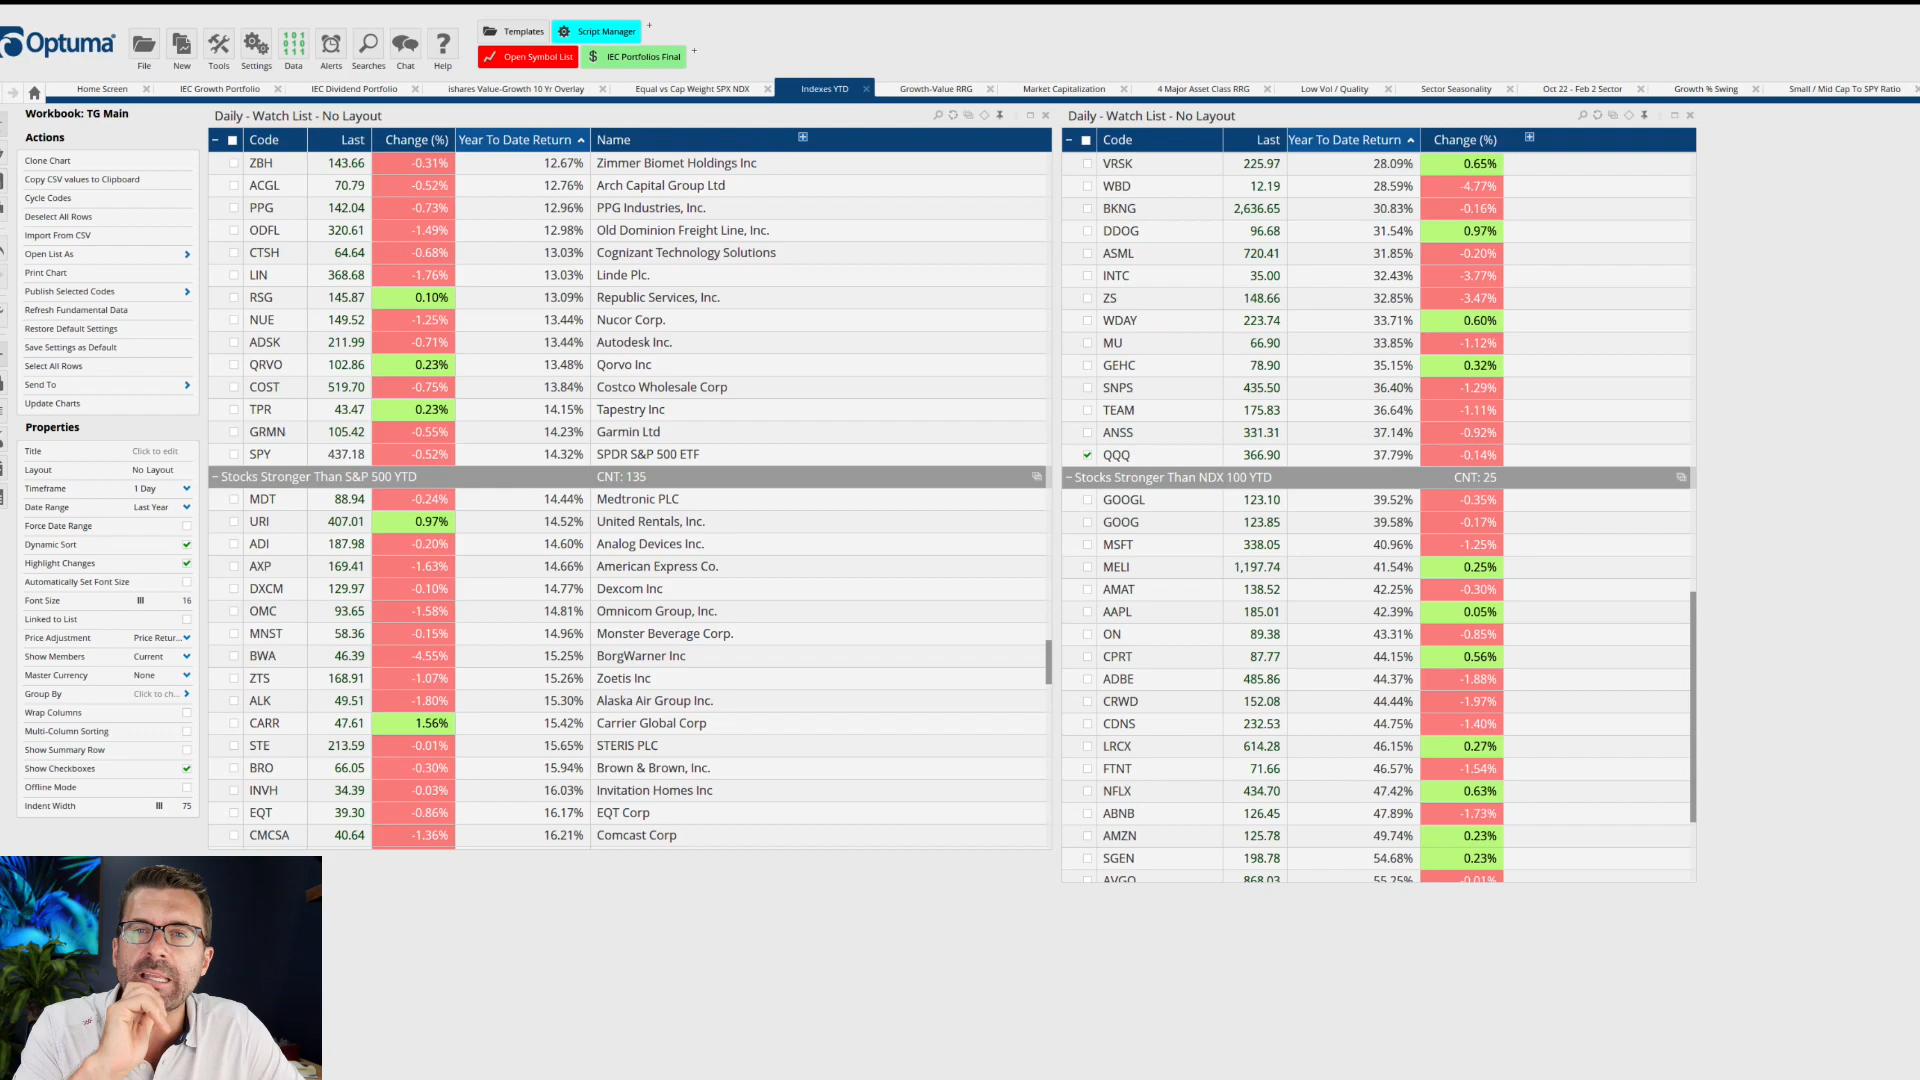 Optuma
File
New
Tools
Settings
Data
Alerts
Searches
Chat
Help
Templates
Script Manager
+
Open Symbol List
$ IEC Portfolios Final
+
Home Screen
IEC Growth Portfolio
IEC Dividend Portfolio
ishares Value-Growth 10 Yr Overlay
Equal vs Cap Weight SPX NDX
Indexes YTD
Growth-Value RRG
Market Capitalization
4 Major Asset Class RRG
Low Vol / Quality
Sector Seasonality
Oct 22 - Feb 2 Sector
Growth % Swing
Small / Mid Cap To SPY Ratio
Workbook: TG Main
Actions
Clone Chart
Copy CSV values to Clipboard
Cycle Codes
Deselect All Rows
Import From CSV
Open List As
Print Chart
Publish Selected Codes
Refresh Fundamental Data
Restore Default Settings
Save Settings as Default
Select All Rows
Send To
Update Charts
Properties
Title Click to edit
Layout No Layout
Timeframe 1 Day
Date Range Last Year
Force Date Range
Dynamic Sort
Highlight Changes
Automatically Set Font Size
Font Size 16
Linked to List
Price Adjustment Price Retur...
Show Members Current
Master Currency None
Group By Click to ch...
Wrap Columns
Multi-Column Sorting
Show Summary Row
Show Checkboxes
Offline Mode
Indent Width 75
Daily - Watch List - No Layout
Code Last Change (%) Year To Date Return Name
ZBH 143.66 -0.31% 12.67% Zimmer Biomet Holdings Inc
ACGL 70.79 -0.52% 12.76% Arch Capital Group Ltd
PPG 142.04 -0.73% 12.96% PPG Industries, Inc.
ODFL 320.61 -1.49% 12.98% Old Dominion Freight Line, Inc.
CTSH 64.64 -0.68% 13.03% Cognizant Technology Solutions
LIN 368.68 -1.76% 13.03% Linde Plc.
RSG 145.87 0.10% 13.09% Republic Services, Inc.
NUE 149.52 -1.25% 13.44% Nucor Corp.
ADSK 211.99 -0.71% 13.44% Autodesk Inc.
QRVO 102.86 0.23% 13.48% Qorvo Inc
COST 519.70 -0.75% 13.84% Costco Wholesale Corp
TPR 43.47 0.23% 14.15% Tapestry Inc
GRMN 105.42 -0.55% 14.23% Garmin Ltd
SPY 437.18 -0.52% 14.32% SPDR S&P 500 ETF
Stocks Stronger Than S&P 500 YTD CNT: 135
MDT 88.94 -0.24% 14.44% Medtronic PLC
URI 407.01 0.97% 14.52% United Rentals, Inc.
ADI 187.98 -0.20% 14.60% Analog Devices Inc.
AXP 169.41 -1.63% 14.66% American Express Co.
DXCM 129.97 -0.10% 14.77% Dexcom Inc
OMC 93.65 -1.58% 14.81% Omnicom Group, Inc.
MNST 58.36 -0.15% 14.96% Monster Beverage Corp.
BWA 46.39 -4.55% 15.25% BorgWarner Inc
ZTS 168.91 -1.07% 15.26% Zoetis Inc
ALK 49.51 -1.80% 15.30% Alaska Air Group Inc.
CARR 47.61 1.56% 15.42% Carrier Global Corp
STE 213.59 -0.01% 15.65% STERIS PLC
BRO 66.05 -0.30% 15.94% Brown & Brown, Inc.
INVH 34.39 -0.03% 16.03% Invitation Homes Inc
EQT 39.30 -0.86% 16.17% EQT Corp
CMCSA 40.64 -1.36% 16.21% Comcast Corp
Daily - Watch List - No Layout
Code Last Year To Date Return Change (%)
VRSK 225.97 28.09% 0.65%
WBD 12.19 28.59% -4.77%
BKNG 2,636.65 30.83% -0.16%
DDOG 96.68 31.54% 0.97%
ASML 720.41 31.85% -0.20%
INTC 35.00 32.43% -3.77%
ZS 148.66 32.85% -3.47%
WDAY 223.74 33.71% 0.60%
MU 66.90 33.85% -1.12%
GEHC 78.90 35.15% 0.32%
SNPS 435.50 36.40% -1.29%
TEAM 175.83 36.64% -1.11%
ANSS 331.31 37.14% -0.92%
QQQ 366.90 37.79% -0.14%
Stocks Stronger Than NDX 100 YTD CNT: 25
GOOGL 123.10 39.52% -0.35%
GOOG 123.85 39.58% -0.17%
MSFT 338.05 40.96% -1.25%
MELI 1,197.74 41.54% 0.25%
AMAT 138.52 42.25% -0.30%
AAPL 185.01 42.39% 0.05%
ON 89.38 43.31% -0.85%
CPRT 87.77 44.15% 0.56%
ADBE 485.86 44.37% -1.88%
CRWD 152.08 44.44% -1.97%
CDNS 232.53 44.75% -1.40%
LRCX 614.28 46.15% 0.27%
FTNT 71.66 46.57% -1.54%
NFLX 434.70 47.42% 0.63%
ABNB 126.45 47.89% -1.73%
AMZN 125.78 49.74% 0.23%
SGEN 198.78 54.68% 0.23%
AVGO 868.03 55.25% -0.01%